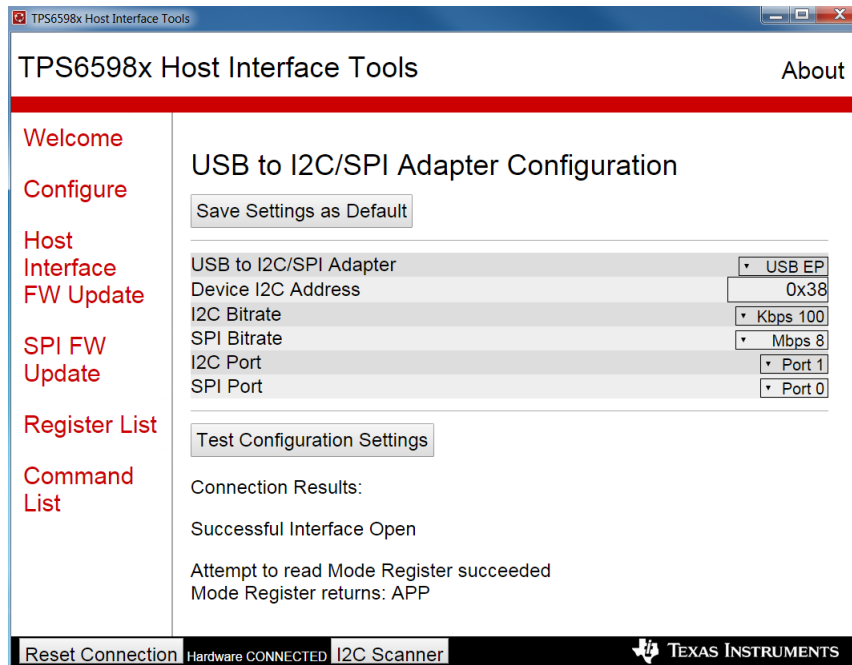 TPS6598x Host Interface Tools
TPS6598x Host Interface Tools
About
Welcome
Configure
Host
Interface
FW Update
SPI FW
Update
Register List
Command
List
USB to I2C/SPI Adapter Configuration
Save Settings as Default
USB to I2C/SPI Adapter USB EP
Device I2C Address 0x38
I2C Bitrate Kbps 100
SPI Bitrate Mbps 8
I2C Port Port 1
SPI Port Port 0
Test Configuration Settings
Connection Results:
Successful Interface Open
Attempt to read Mode Register succeeded
Mode Register returns: APP
Reset Connection Hardware CONNECTED I2C Scanner TEXAS INSTRUMENTS